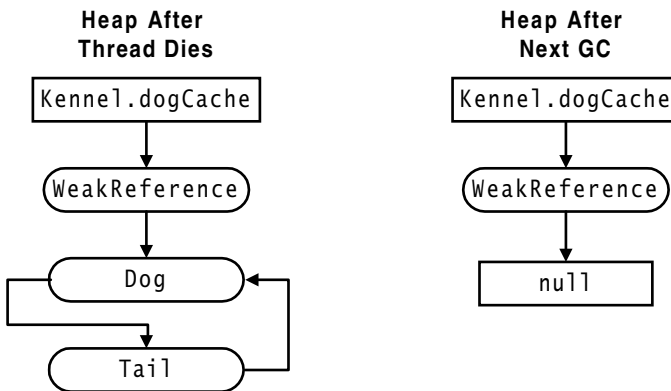 Heap After
Thread Dies
Kennel.dogCache
WeakReference
Dog
Tail
Heap After
Next GC
Kennel.dogCache
WeakReference
null